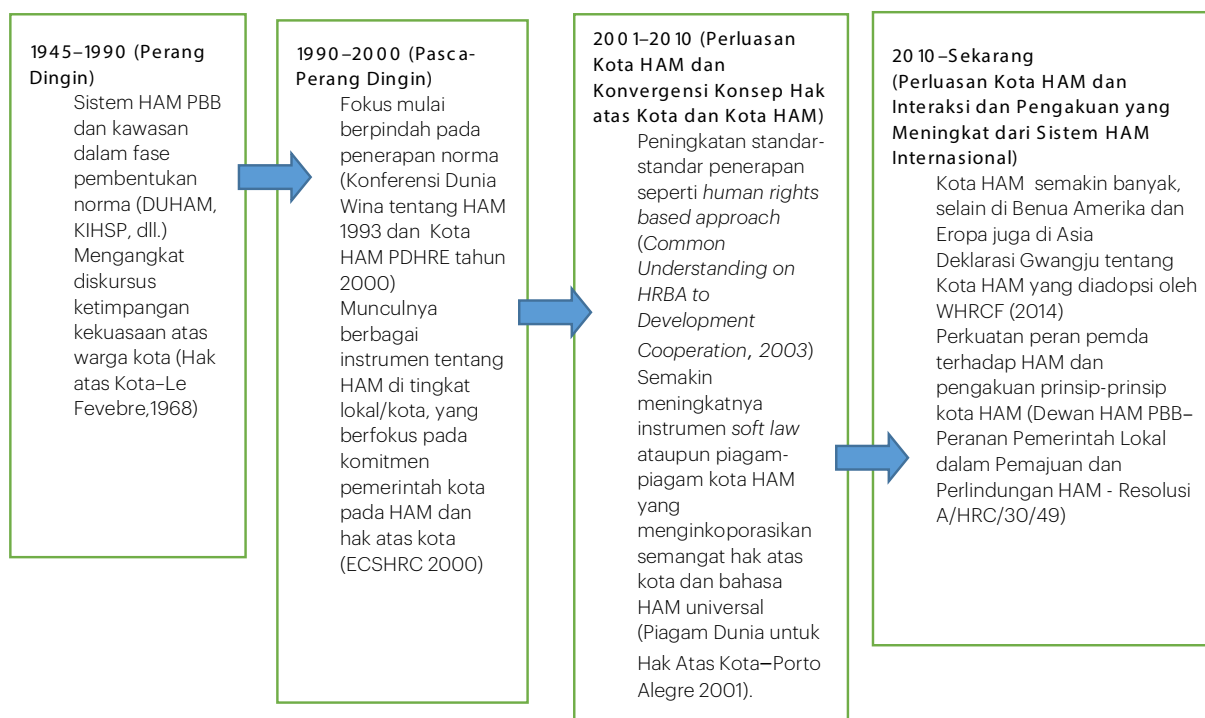 1945–1990 (Perang
Dingin)
Sistem HAM PBB
dan kawasan
dalam fase
pembentukan
norma (DUHAM,
KIHSP, dll.)
Mengangkat
diskursus
ketimpangan
kekuasaan atas
warga kota (Hak
atas Kota–Le
Fevebre,1968)
1990–2000 (Pasca-
Perang Dingin)
Fokus mulai
berpindah pada
penerapan norma
(Konferensi Dunia
Wina tentang HAM
1993 dan Kota
HAM PDHRE tahun
2000)
Munculnya
berbagai
instrumen tentang
HAM di tingkat
lokal/kota, yang
berfokus pada
komitmen
pemerintah kota
pada HAM dan
hak atas kota
(ECSHRC 2000)
2001–2010 (Perluasan
Kota HAM dan
Konvergensi Konsep Hak
atas Kota dan Kota HAM)
Peningkatan standar-
standar penerapan
seperti human rights
based approach
(Common
Understanding on
HRBA to
Development
Cooperation, 2003)
Semakin
meningkatnya
instrumen soft law
ataupun piagam-
piagam kota HAM
yang
menginkoporasikan
semangat hak atas
kota dan bahasa
HAM universal
(Piagam Dunia untuk
Hak Atas Kota–Porto
Alegre 2001).
2010–Sekarang
(Perluasan Kota HAM dan
Interaksi dan Pengakuan yang
Meningkat dari Sistem HAM
Internasional)
Kota HAM semakin banyak,
selain di Benua Amerika dan
Eropa juga di Asia
Deklarasi Gwangju tentang
Kota HAM yang diadopsi oleh
WHRCF (2014)
Perkuatan peran pemda
terhadap HAM dan
pengakuan prinsip-prinsip
kota HAM (Dewan HAM PBB–
Peranan Pemerintah Lokal
dalam Pemajuan dan
Perlindungan HAM - Resolusi
A/HRC/30/49)